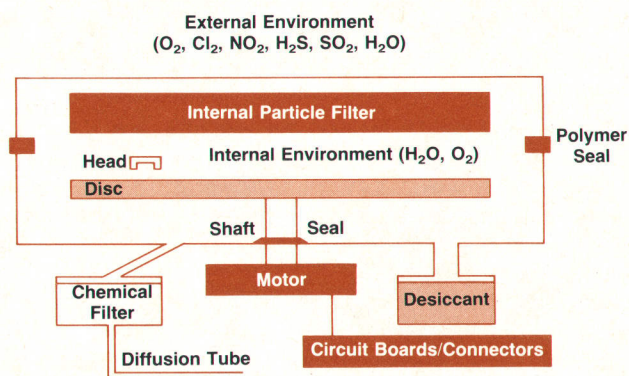 External Environment
(O₂, Cl₂, NO₂, H₂S, SO₂, H₂O)
Internal Particle Filter
Polymer
Seal
Head
Internal Environment (H₂O, O₂)
Disc
Shaft
Seal
Chemical
Filter
Motor
Desiccant
Diffusion Tube
Circuit Boards/Connectors